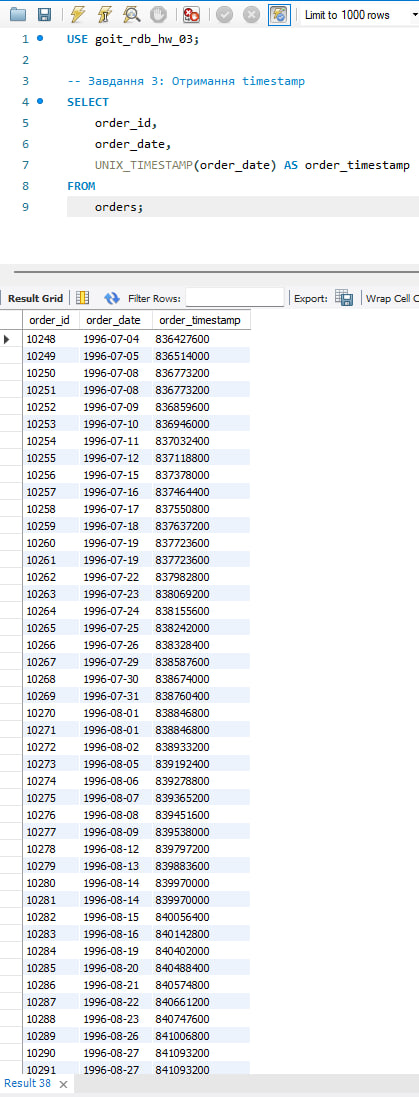 Limit to 1000 rows
1 USE goit_rdb_hw_03;
2
3 -- Завдання 3: Отримання timestamp
4 SELECT
5 order_id,
6 order_date,
7 UNIX_TIMESTAMP(order_date) AS order_timestamp
8 FROM
9 orders;
Result Grid Filter Rows: Export: Wrap Cell C
order_id order_date order_timestamp
10248 1996-07-04 836427600
10249 1996-07-05 836514000
10250 1996-07-08 836773200
10251 1996-07-08 836773200
10252 1996-07-09 836859600
10253 1996-07-10 836946000
10254 1996-07-11 837032400
10255 1996-07-12 837118800
10256 1996-07-15 837378000
10257 1996-07-16 837464400
10258 1996-07-17 837550800
10259 1996-07-18 837637200
10260 1996-07-19 837723600
10261 1996-07-19 837723600
10262 1996-07-22 837982800
10263 1996-07-23 838069200
10264 1996-07-24 838155600
10265 1996-07-25 838242000
10266 1996-07-26 838328400
10267 1996-07-29 838587600
10268 1996-07-30 838674000
10269 1996-07-31 838760400
10270 1996-08-01 838846800
10271 1996-08-01 838846800
10272 1996-08-02 838933200
10273 1996-08-05 839192400
10274 1996-08-06 839278800
10275 1996-08-07 839365200
10276 1996-08-08 839451600
10277 1996-08-09 839538000
10278 1996-08-12 839797200
10279 1996-08-13 839883600
10280 1996-08-14 839970000
10281 1996-08-14 839970000
10282 1996-08-15 840056400
10283 1996-08-16 840142800
10284 1996-08-19 840402000
10285 1996-08-20 840488400
10286 1996-08-21 840574800
10287 1996-08-22 840661200
10288 1996-08-23 840747600
10289 1996-08-26 841006800
10290 1996-08-27 841093200
10291 1996-08-27 841093200
Result 38